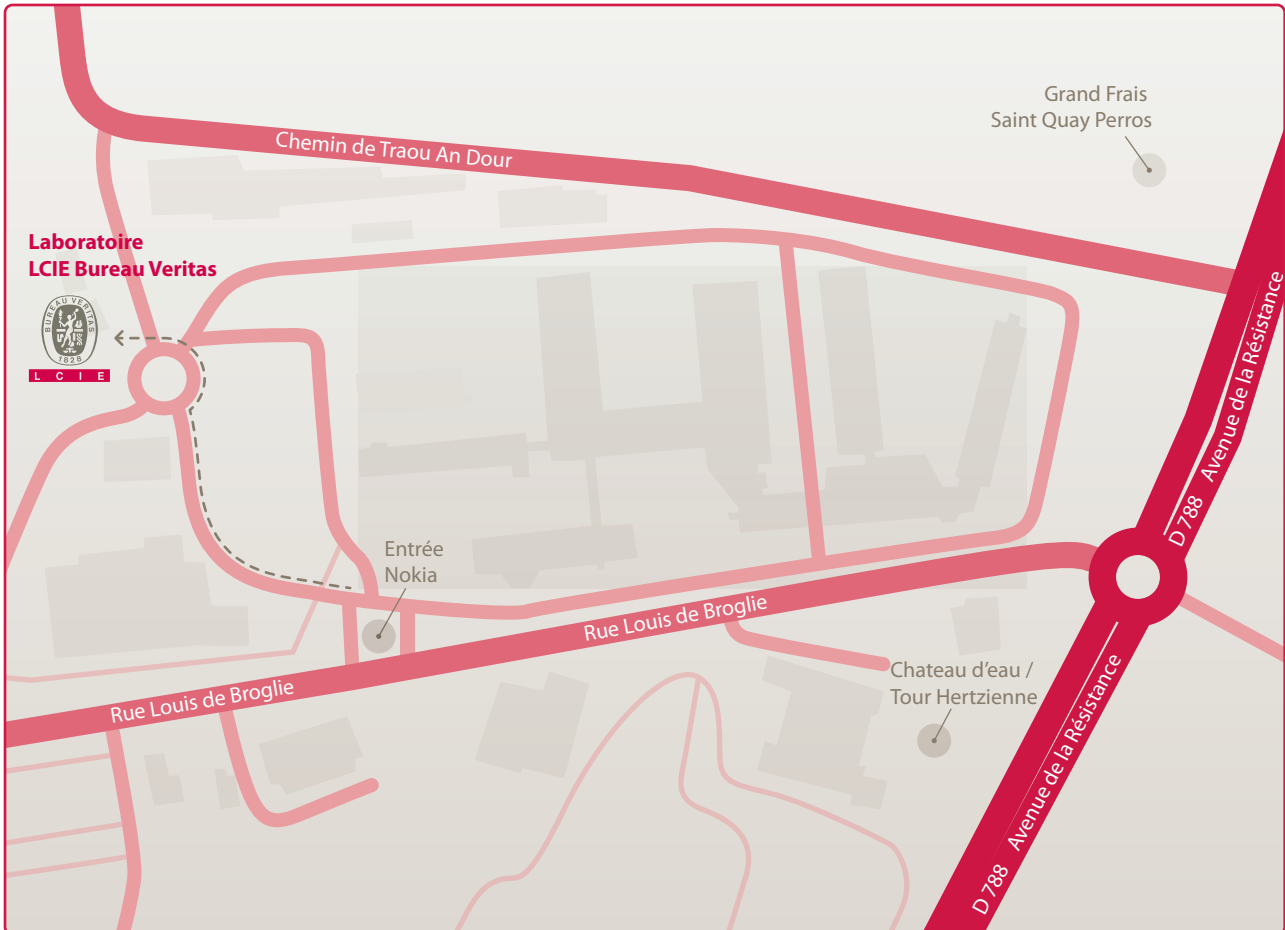 Grand Frais
Saint Quay Perros
Chemin de Traou An Dour
Laboratoire
LCIE Bureau Veritas
BUREAU VERITAS
1828
L C I E
D 788 Avenue de la Résistance
Entrée
Nokia
Rue Louis de Broglie
Rue Louis de Broglie
Chateau d'eau /
Tour Hertzienne
D 788 Avenue de la Résistance